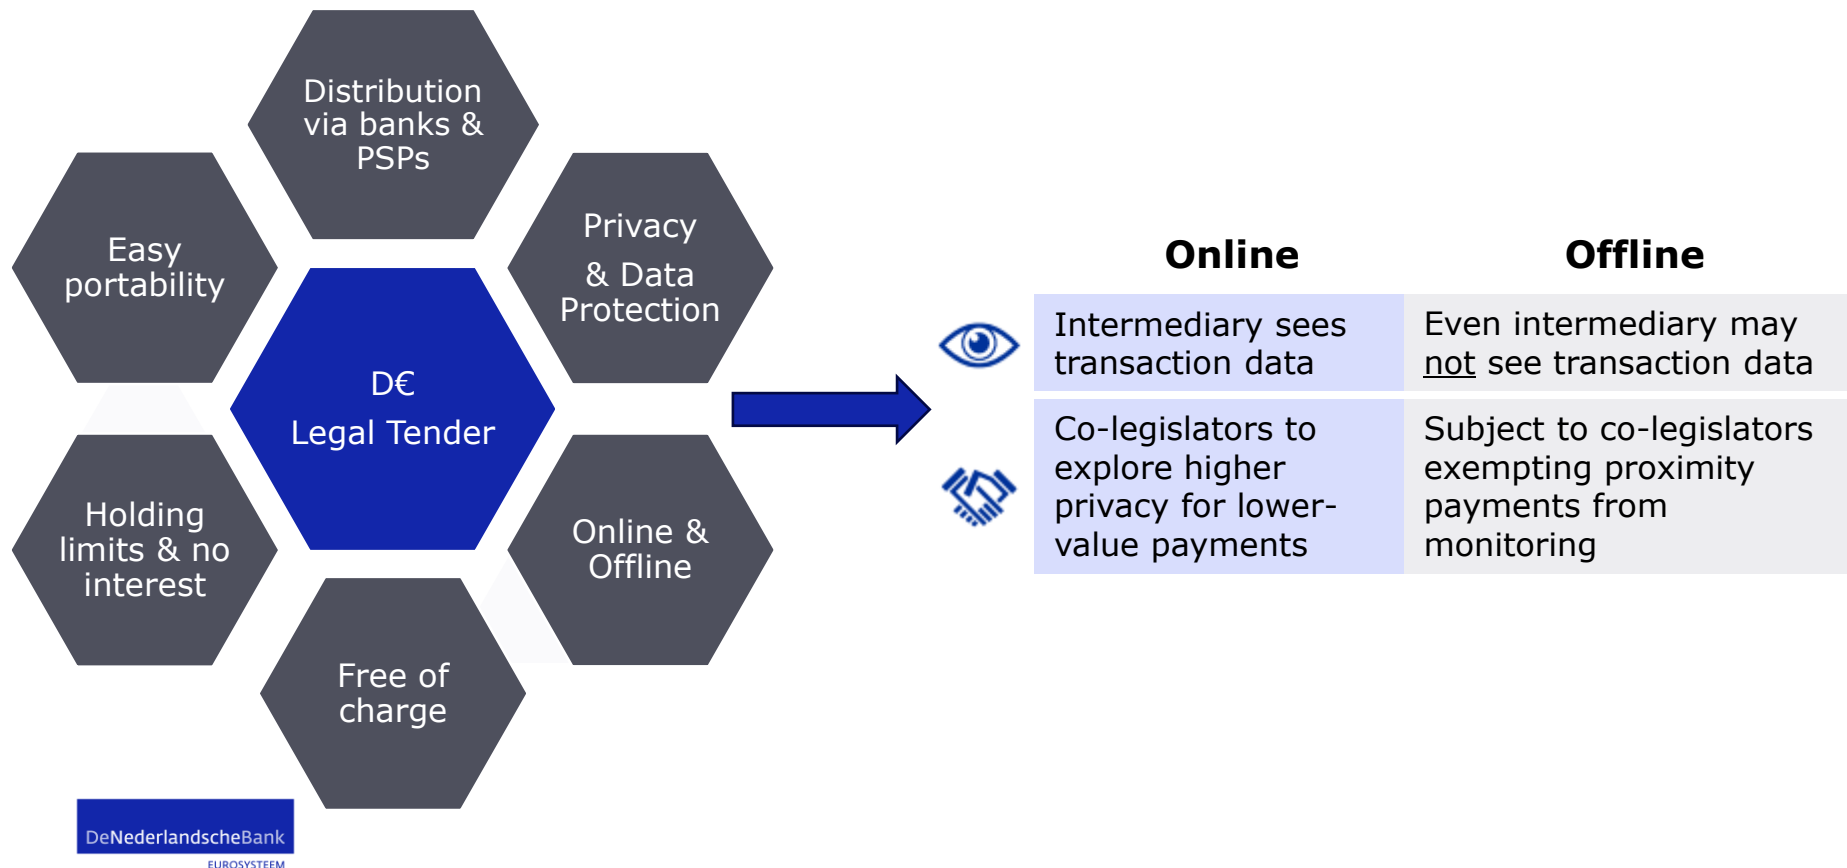 Distribution
via banks &
PSPs
Privacy
& Data
Protection
Easy
portability
D€
Legal Tender
Holding
limits & no
interest
Online &
Offline
Free of
charge
Online
Offline
Intermediary sees
transaction data
Even intermediary may
not see transaction data
Co-legislators to
explore higher
privacy for lower-
value payments
Subject to co-legislators
exempting proximity
payments from
monitoring
DeNederlandscheBank
EUROSYSTEEM